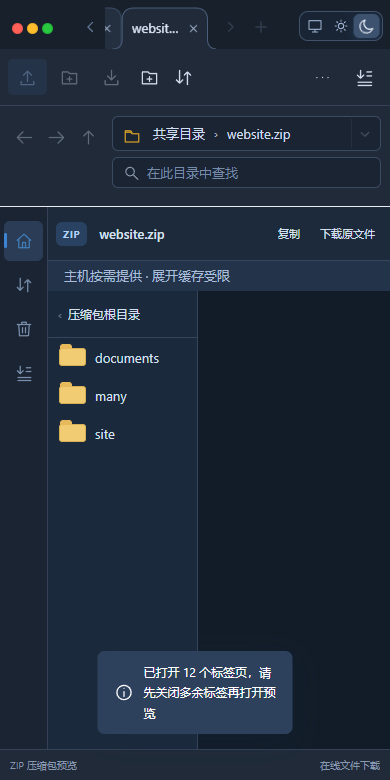 websit...
共享目录 › website.zip
在此目录中查找
ZIP website.zip 复制 下载原文件
主机按需提供 · 展开缓存受限
‹ 压缩包根目录
documents
many
site
已打开 12 个标签页，请
先关闭多余标签再打开预
览
ZIP 压缩包预览 在线文件下载